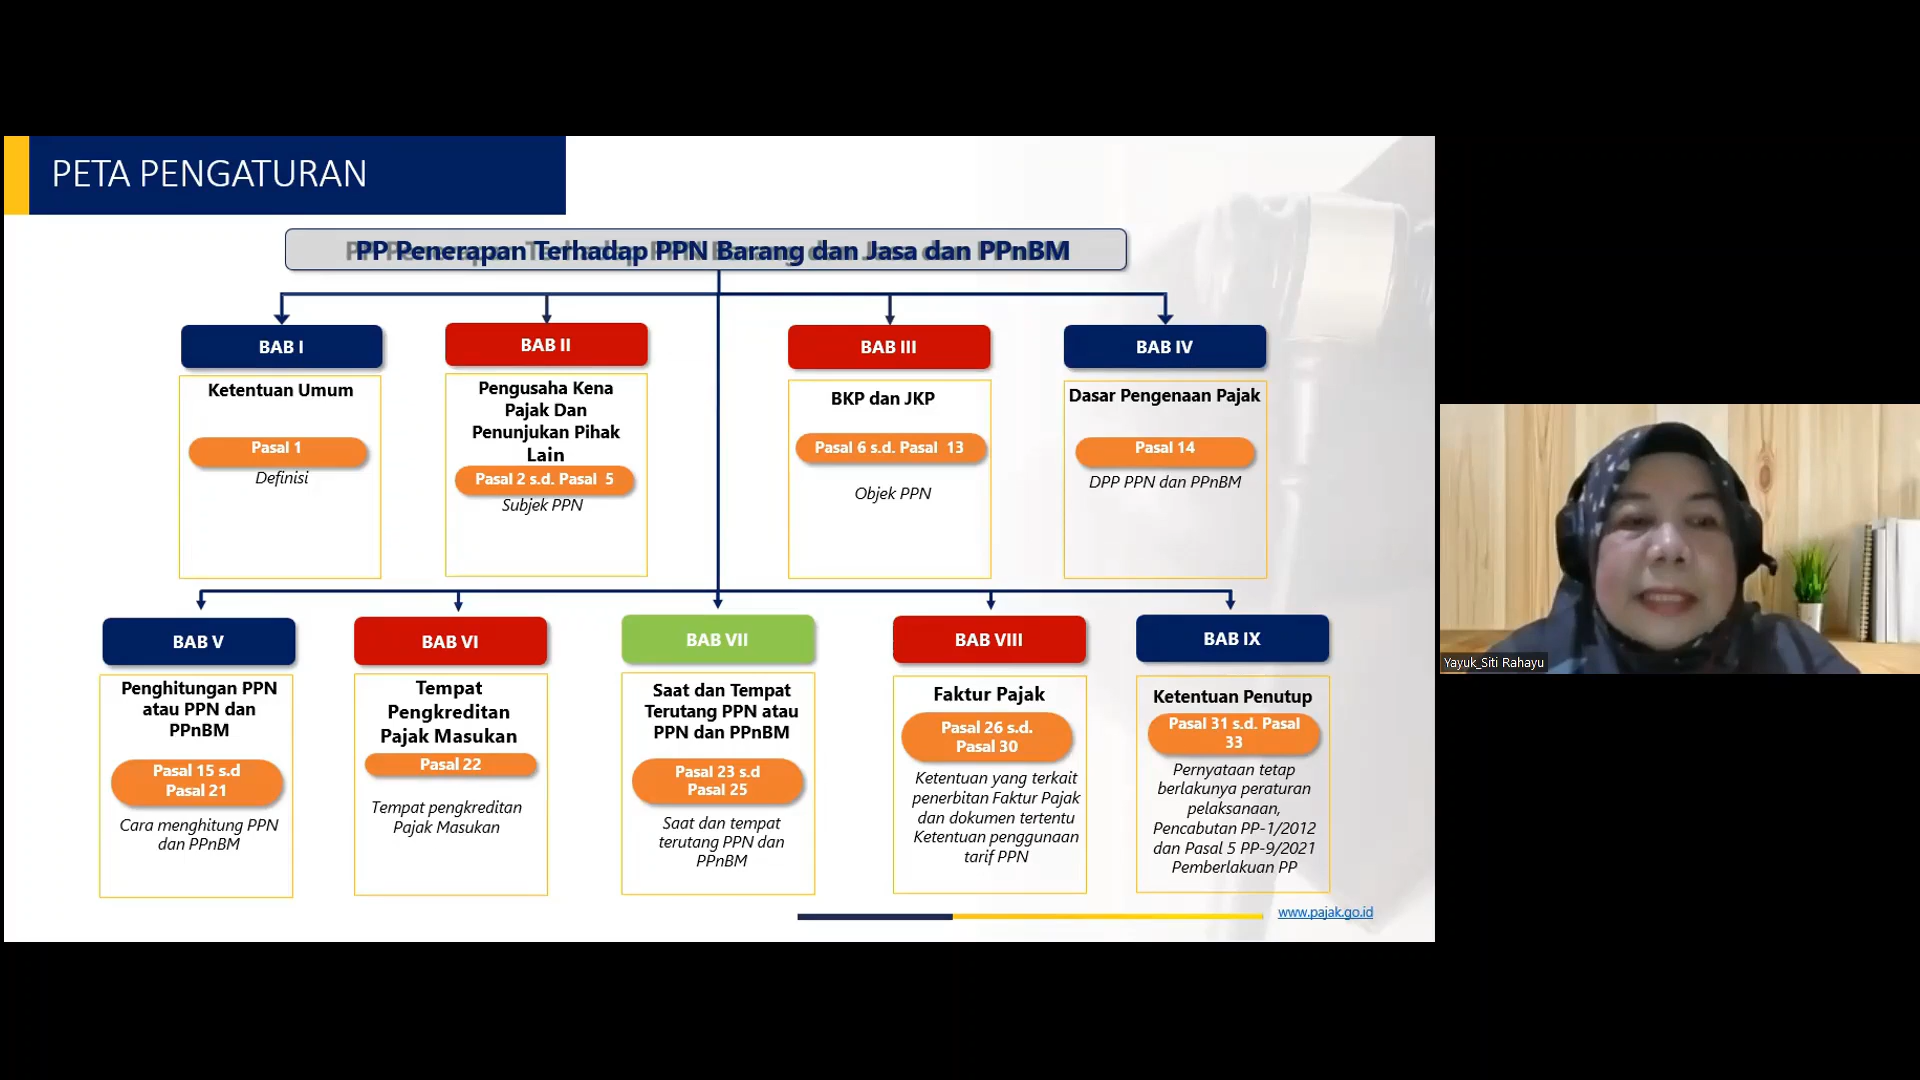 PETA PENGATURAN
PP Penerapan Terhadap PPN Barang dan Jasa dan PPnBM
BAB I
Ketentuan Umum
Pasal 1
Definisi
BAB II
Pengusaha Kena
Pajak Dan
Penunjukan Pihak
Lain
Pasal 2 s.d. Pasal 5
Subjek PPN
BAB III
BKP dan JKP
Pasal 6 s.d. Pasal 13
Objek PPN
BAB IV
Dasar Pengenaan Pajak
Pasal 14
DPP PPN dan PPnBM
BAB V
Penghitungan PPN
atau PPN dan
PPnBM
Pasal 15 s.d
Pasal 21
Cara menghitung PPN
dan PPnBM
BAB VI
Tempat
Pengkreditan
Pajak Masukan
Pasal 22
Tempat pengkreditan
Pajak Masukan
BAB VII
Saat dan Tempat
Terutang PPN atau
PPN dan PPnBM
Pasal 23 s.d
Pasal 25
Saat dan tempat
terutang PPN dan
PPnBM
BAB VIII
Faktur Pajak
Pasal 26 s.d.
Pasal 30
Ketentuan yang terkait
penerbitan Faktur Pajak
dan dokumen tertentu
Ketentuan penggunaan
tarif PPN
BAB IX
Ketentuan Penutup
Pasal 31 s.d. Pasal
33
Pernyataan tetap
berlakunya peraturan
pelaksanaan,
Pencabutan PP-1/2012
dan Pasal 5 PP-9/2021
Pemberlakuan PP
www.pajak.go.id
Yayuk_Siti Rahayu